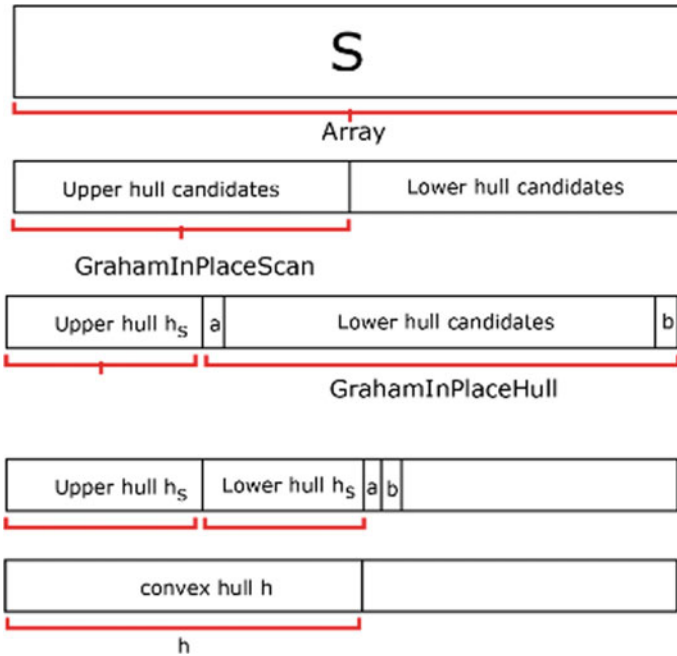 S
Array
Upper hull candidates Lower hull candidates
GrahamInPlaceScan
Upper hull hs a Lower hull candidates b
GrahamInPlaceHull
Upper hull hs Lower hull hs a b
convex hull h
h